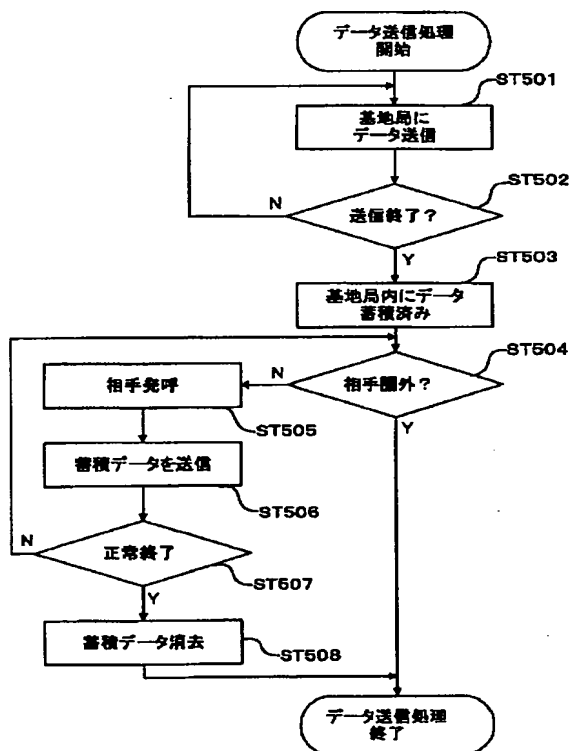 データ送信処理
開始
ST501
基地局に
データ送信
ST502
送信終了？
N
Y
ST503
基地局内にデータ
蓄積済み
ST504
相手圏外？
N
Y
相手発呼
ST505
蓄積データを送信
ST506
正常終了
N
Y
ST507
蓄積データ消去
ST508
データ送信処理
終了